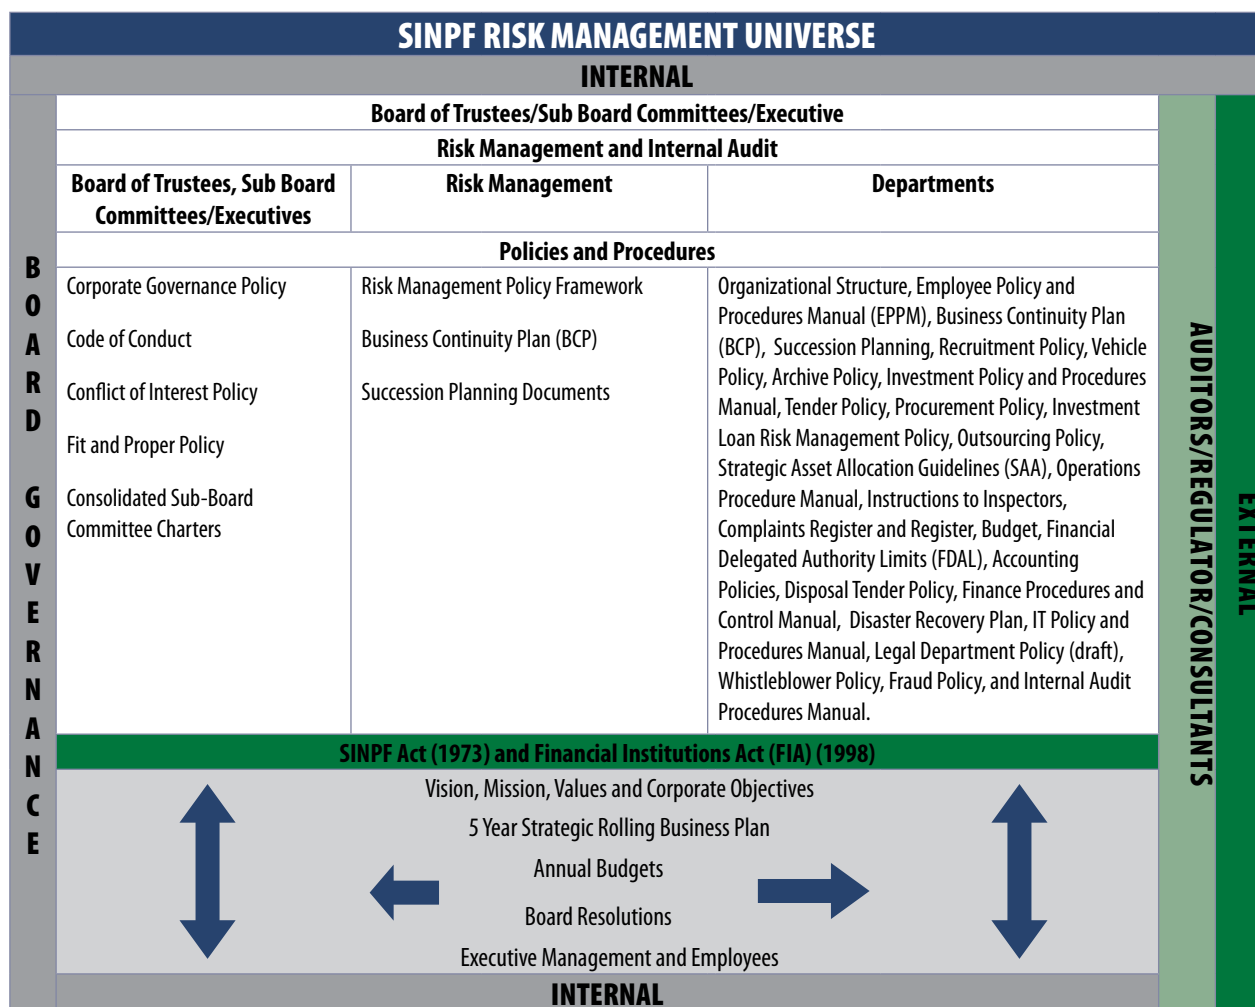 SINPF RISK MANAGEMENT UNIVERSE
INTERNAL
BOARD GOVERNANCE
Board of Trustees/Sub Board Committees/Executive
Risk Management and Internal Audit
Board of Trustees, Sub Board
Committees/Executives
Risk Management
Departments
Policies and Procedures
Corporate Governance Policy
Code of Conduct
Conflict of Interest Policy
Fit and Proper Policy
Consolidated Sub-Board
Committee Charters
Risk Management Policy Framework
Business Continuity Plan (BCP)
Succession Planning Documents
Organizational Structure, Employee Policy and
Procedures Manual (EPPM), Business Continuity Plan
(BCP), Succession Planning, Recruitment Policy, Vehicle
Policy, Archive Policy, Investment Policy and Procedures
Manual, Tender Policy, Procurement Policy, Investment
Loan Risk Management Policy, Outsourcing Policy,
Strategic Asset Allocation Guidelines (SAA), Operations
Procedure Manual, Instructions to Inspectors,
Complaints Register and Register, Budget, Financial
Delegated Authority Limits (FDAL), Accounting
Policies, Disposal Tender Policy, Finance Procedures and
Control Manual, Disaster Recovery Plan, IT Policy and
Procedures Manual, Legal Department Policy (draft),
Whistleblower Policy, Fraud Policy, and Internal Audit
Procedures Manual.
SINPF Act (1973) and Financial Institutions Act (FIA) (1998)
Vision, Mission, Values and Corporate Objectives
5 Year Strategic Rolling Business Plan
Annual Budgets
Board Resolutions
Executive Management and Employees
INTERNAL
AUDITORS/REGULATOR/CONSULTANTS
EXTERNAL